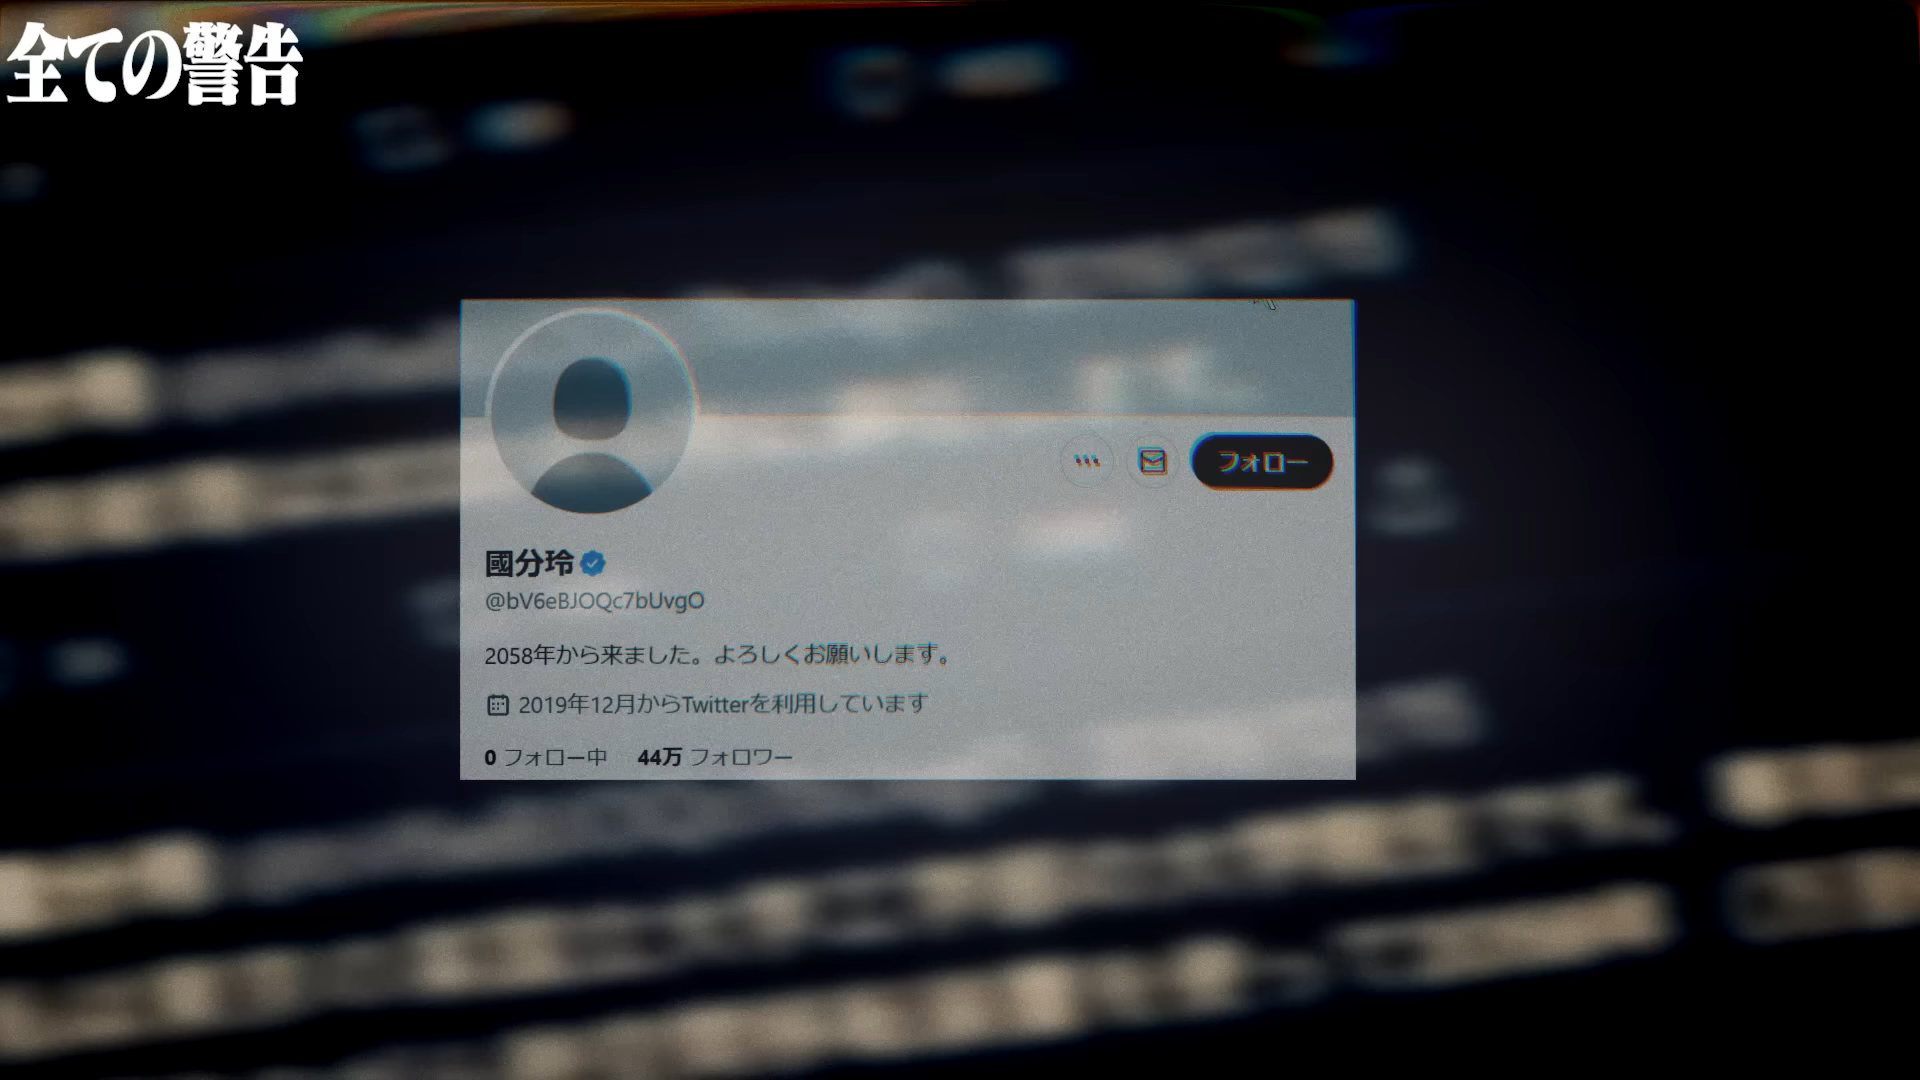 全ての警告
フォロー
國分玲
@bV6eBJOQc7bUvgO
2058年から来ました。よろしくお願いします。
2019年12月からTwitterを利用しています
0 フォロー中 44万 フォロワー